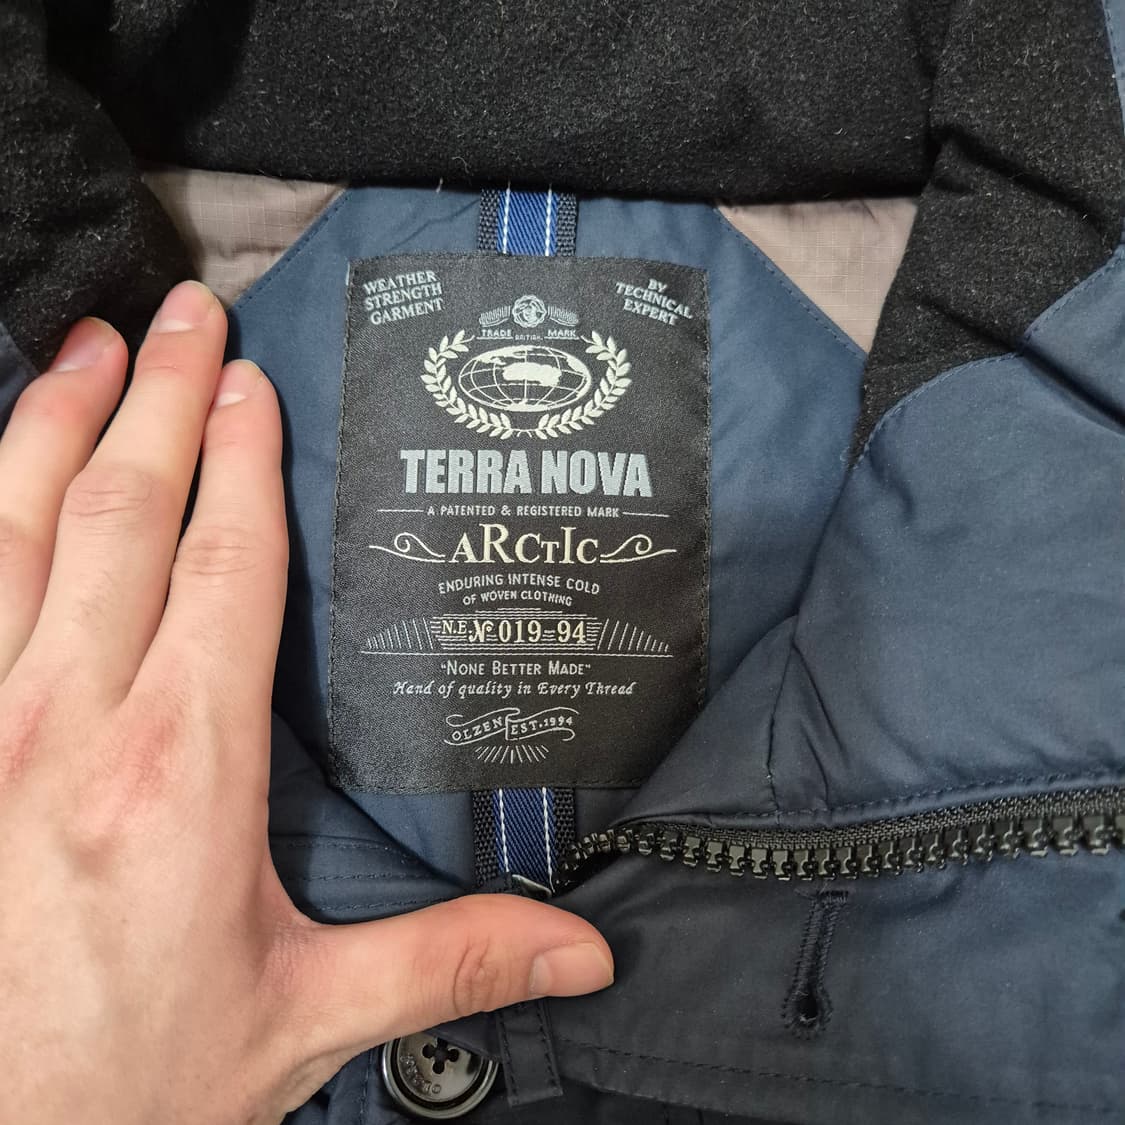 WEATHER
STRENGTH
GARMENT
BY
TECHNICAL
EXPERT
TRADE BRITISH. MARK
TERRA NOVA
A PATENTED & REGISTERED MARK
ARCTIC
ENDURING INTENSE COLD
OF WOVEN CLOTHING
N.E.Nº 019-94
"NONE BETTER MADE"
Hand of quality in Every Thread
OLZEN EST.1994